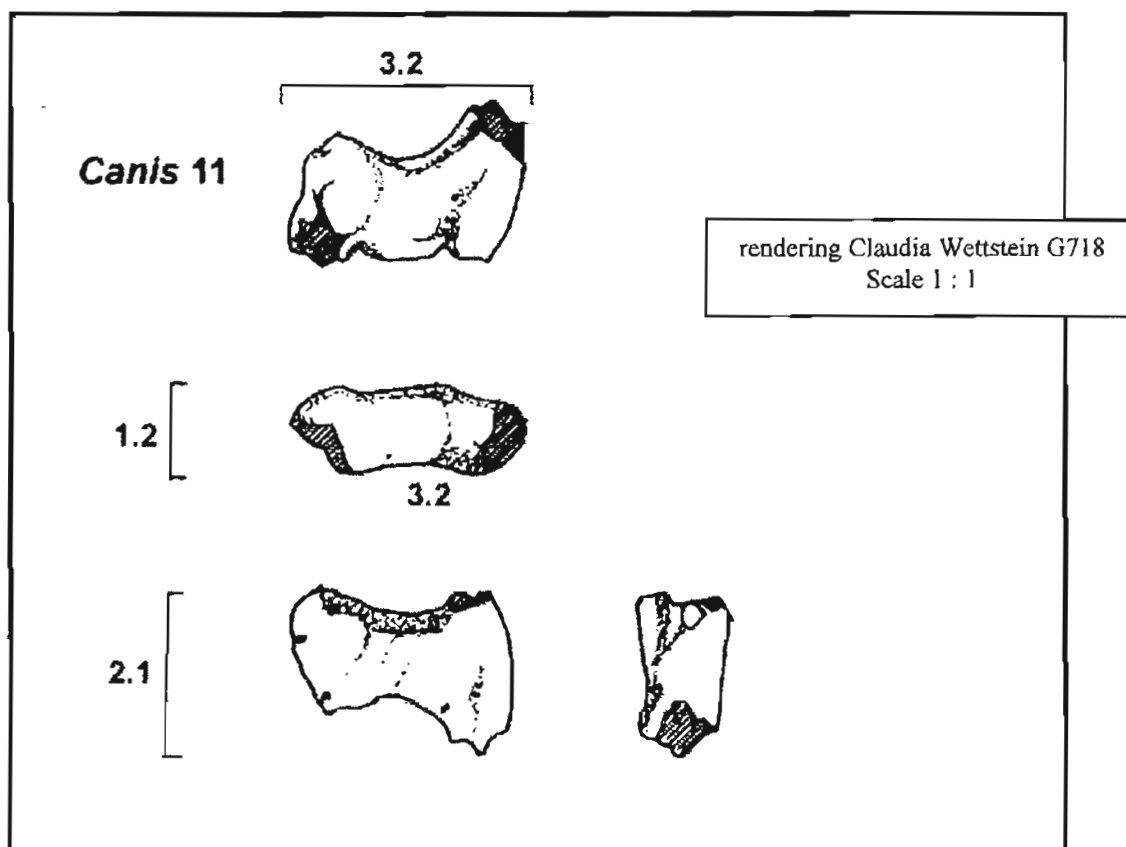 3.2
Canis 11
rendering Claudia Wettstein G718
Scale 1 : 1
1.2
3.2
2.1